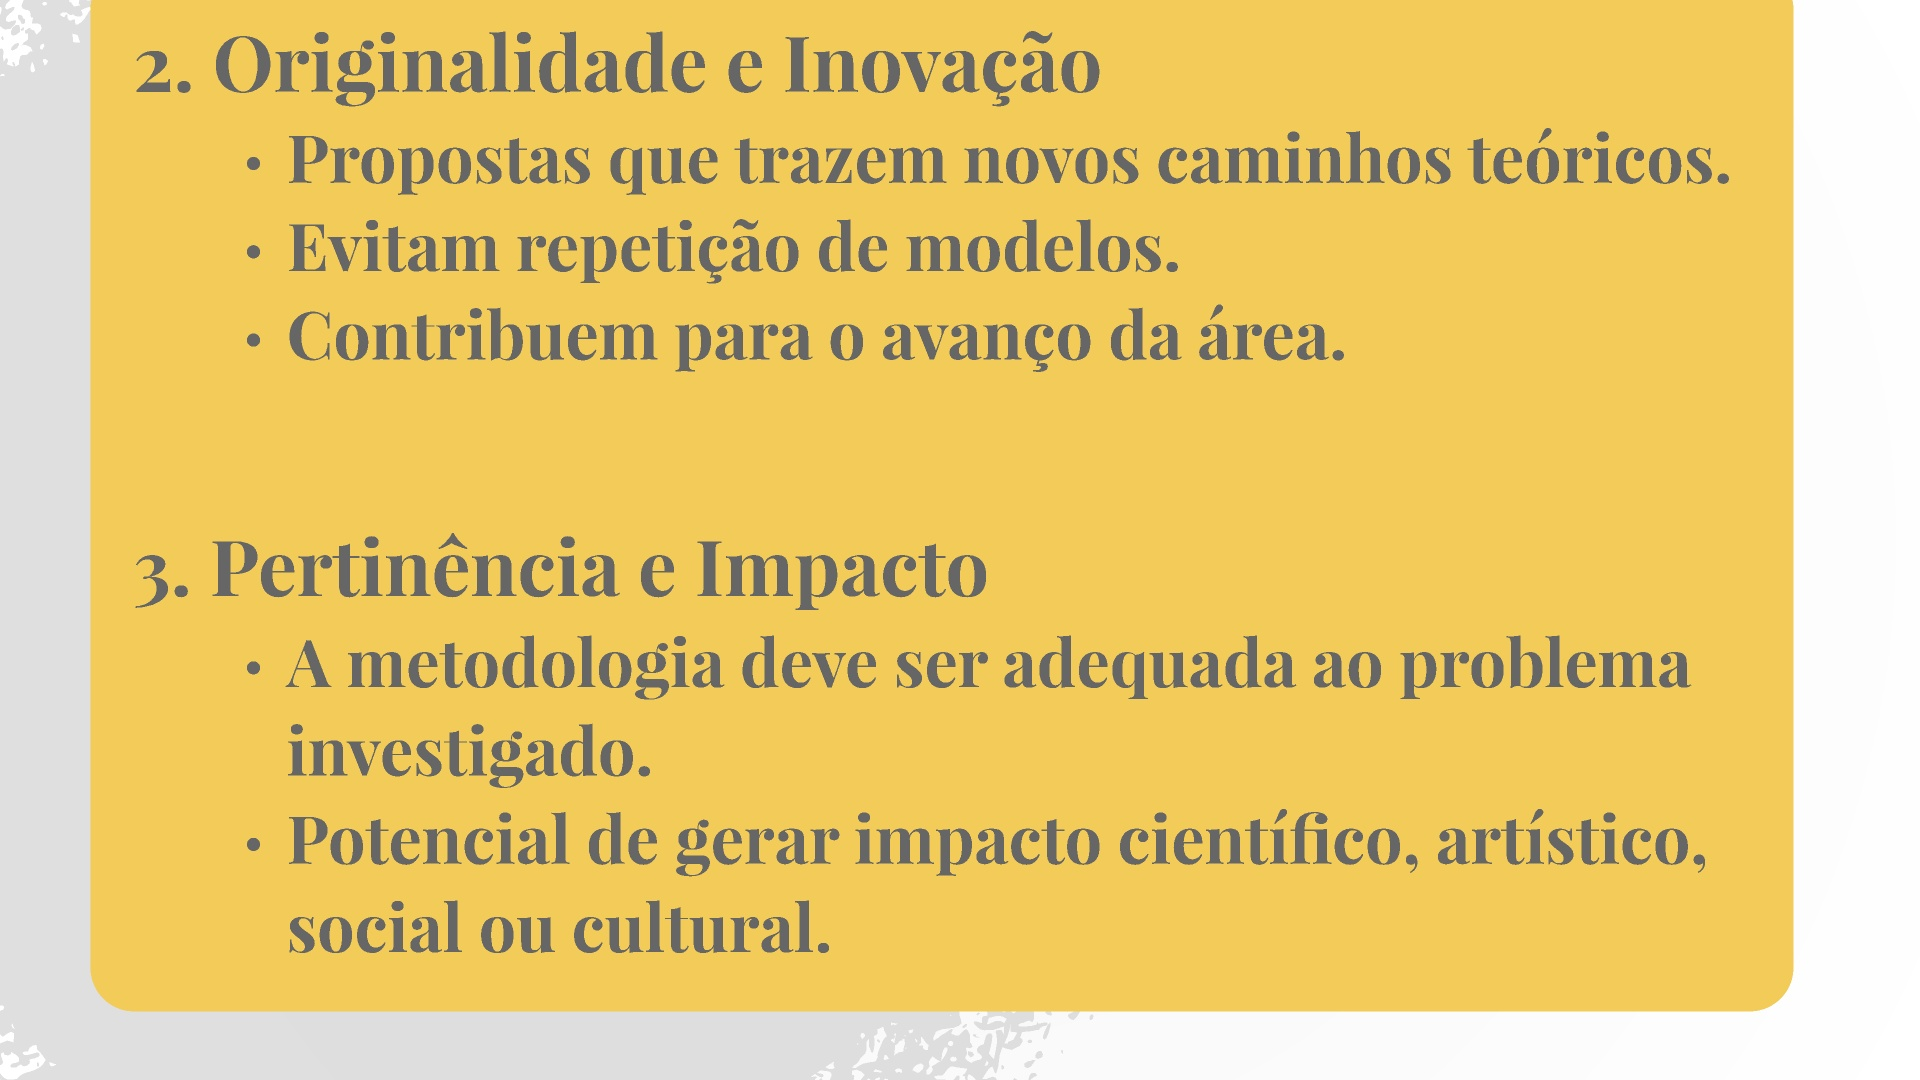 2. Originalidade e Inovação
• Propostas que trazem novos caminhos teóricos.
• Evitam repetição de modelos.
• Contribuem para o avanço da área.
3. Pertinência e Impacto
• A metodologia deve ser adequada ao problema
investigado.
• Potencial de gerar impacto científico, artístico,
social ou cultural.